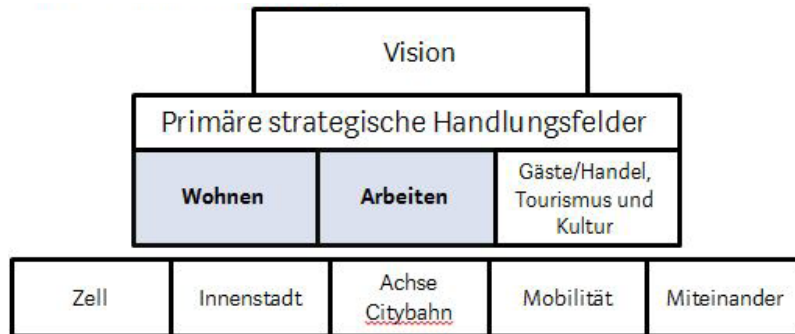 Vision
Primäre strategische Handlungsfelder
Wohnen
Arbeiten
Gäste/Handel,
Tourismus und
Kultur
Zell
Innenstadt
Achse
Citybahn
Mobilität
Miteinander